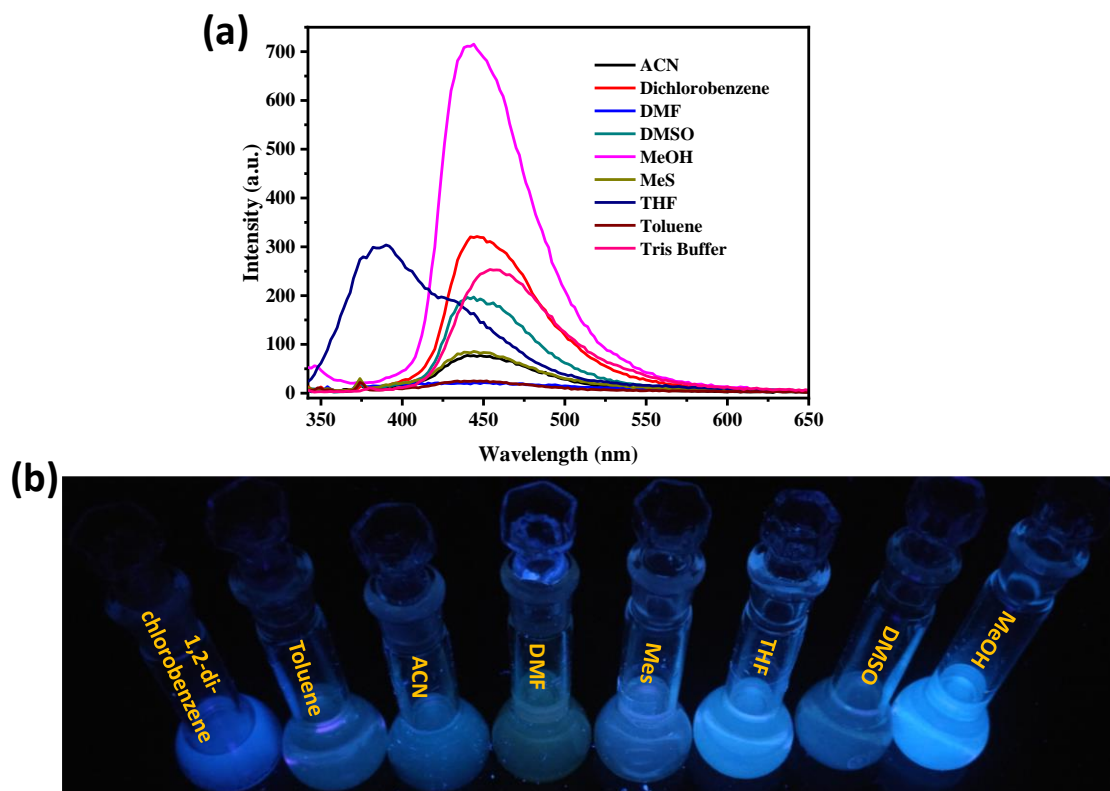 (a)
700
600
500
400
300
200
100
0
Intensity (a.u.)
ACN
Dichlorobenzene
DMF
DMSO
MeOH
MeS
THF
Toluene
Tris Buffer
350 400 450 500 550 600 650
Wavelength (nm)
(b)
1,2-di-
chlorobenzene
Toluene
ACN
DMF
Mes
THF
DMSO
MeOH